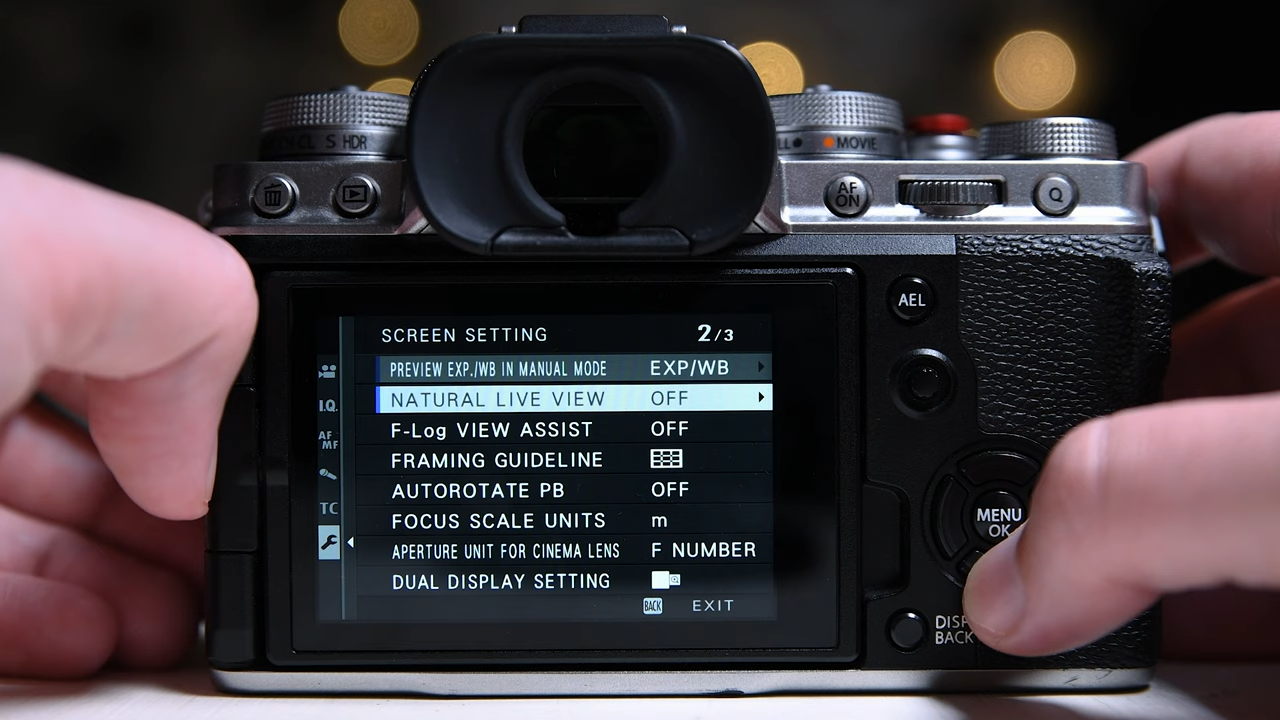 CL S HDR
MOVIE
AF
ON
Q
AEL
SCREEN SETTING 2/3
PREVIEW EXP./WB IN MANUAL MODE EXP/WB
NATURAL LIVE VIEW OFF
F-Log VIEW ASSIST OFF
FRAMING GUIDELINE
AUTOROTATE PB OFF
FOCUS SCALE UNITS m
APERTURE UNIT FOR CINEMA LENS F NUMBER
DUAL DISPLAY SETTING
BACK EXIT
I.Q.
AF
MF
TC
MENU
OK
DISP
BACK